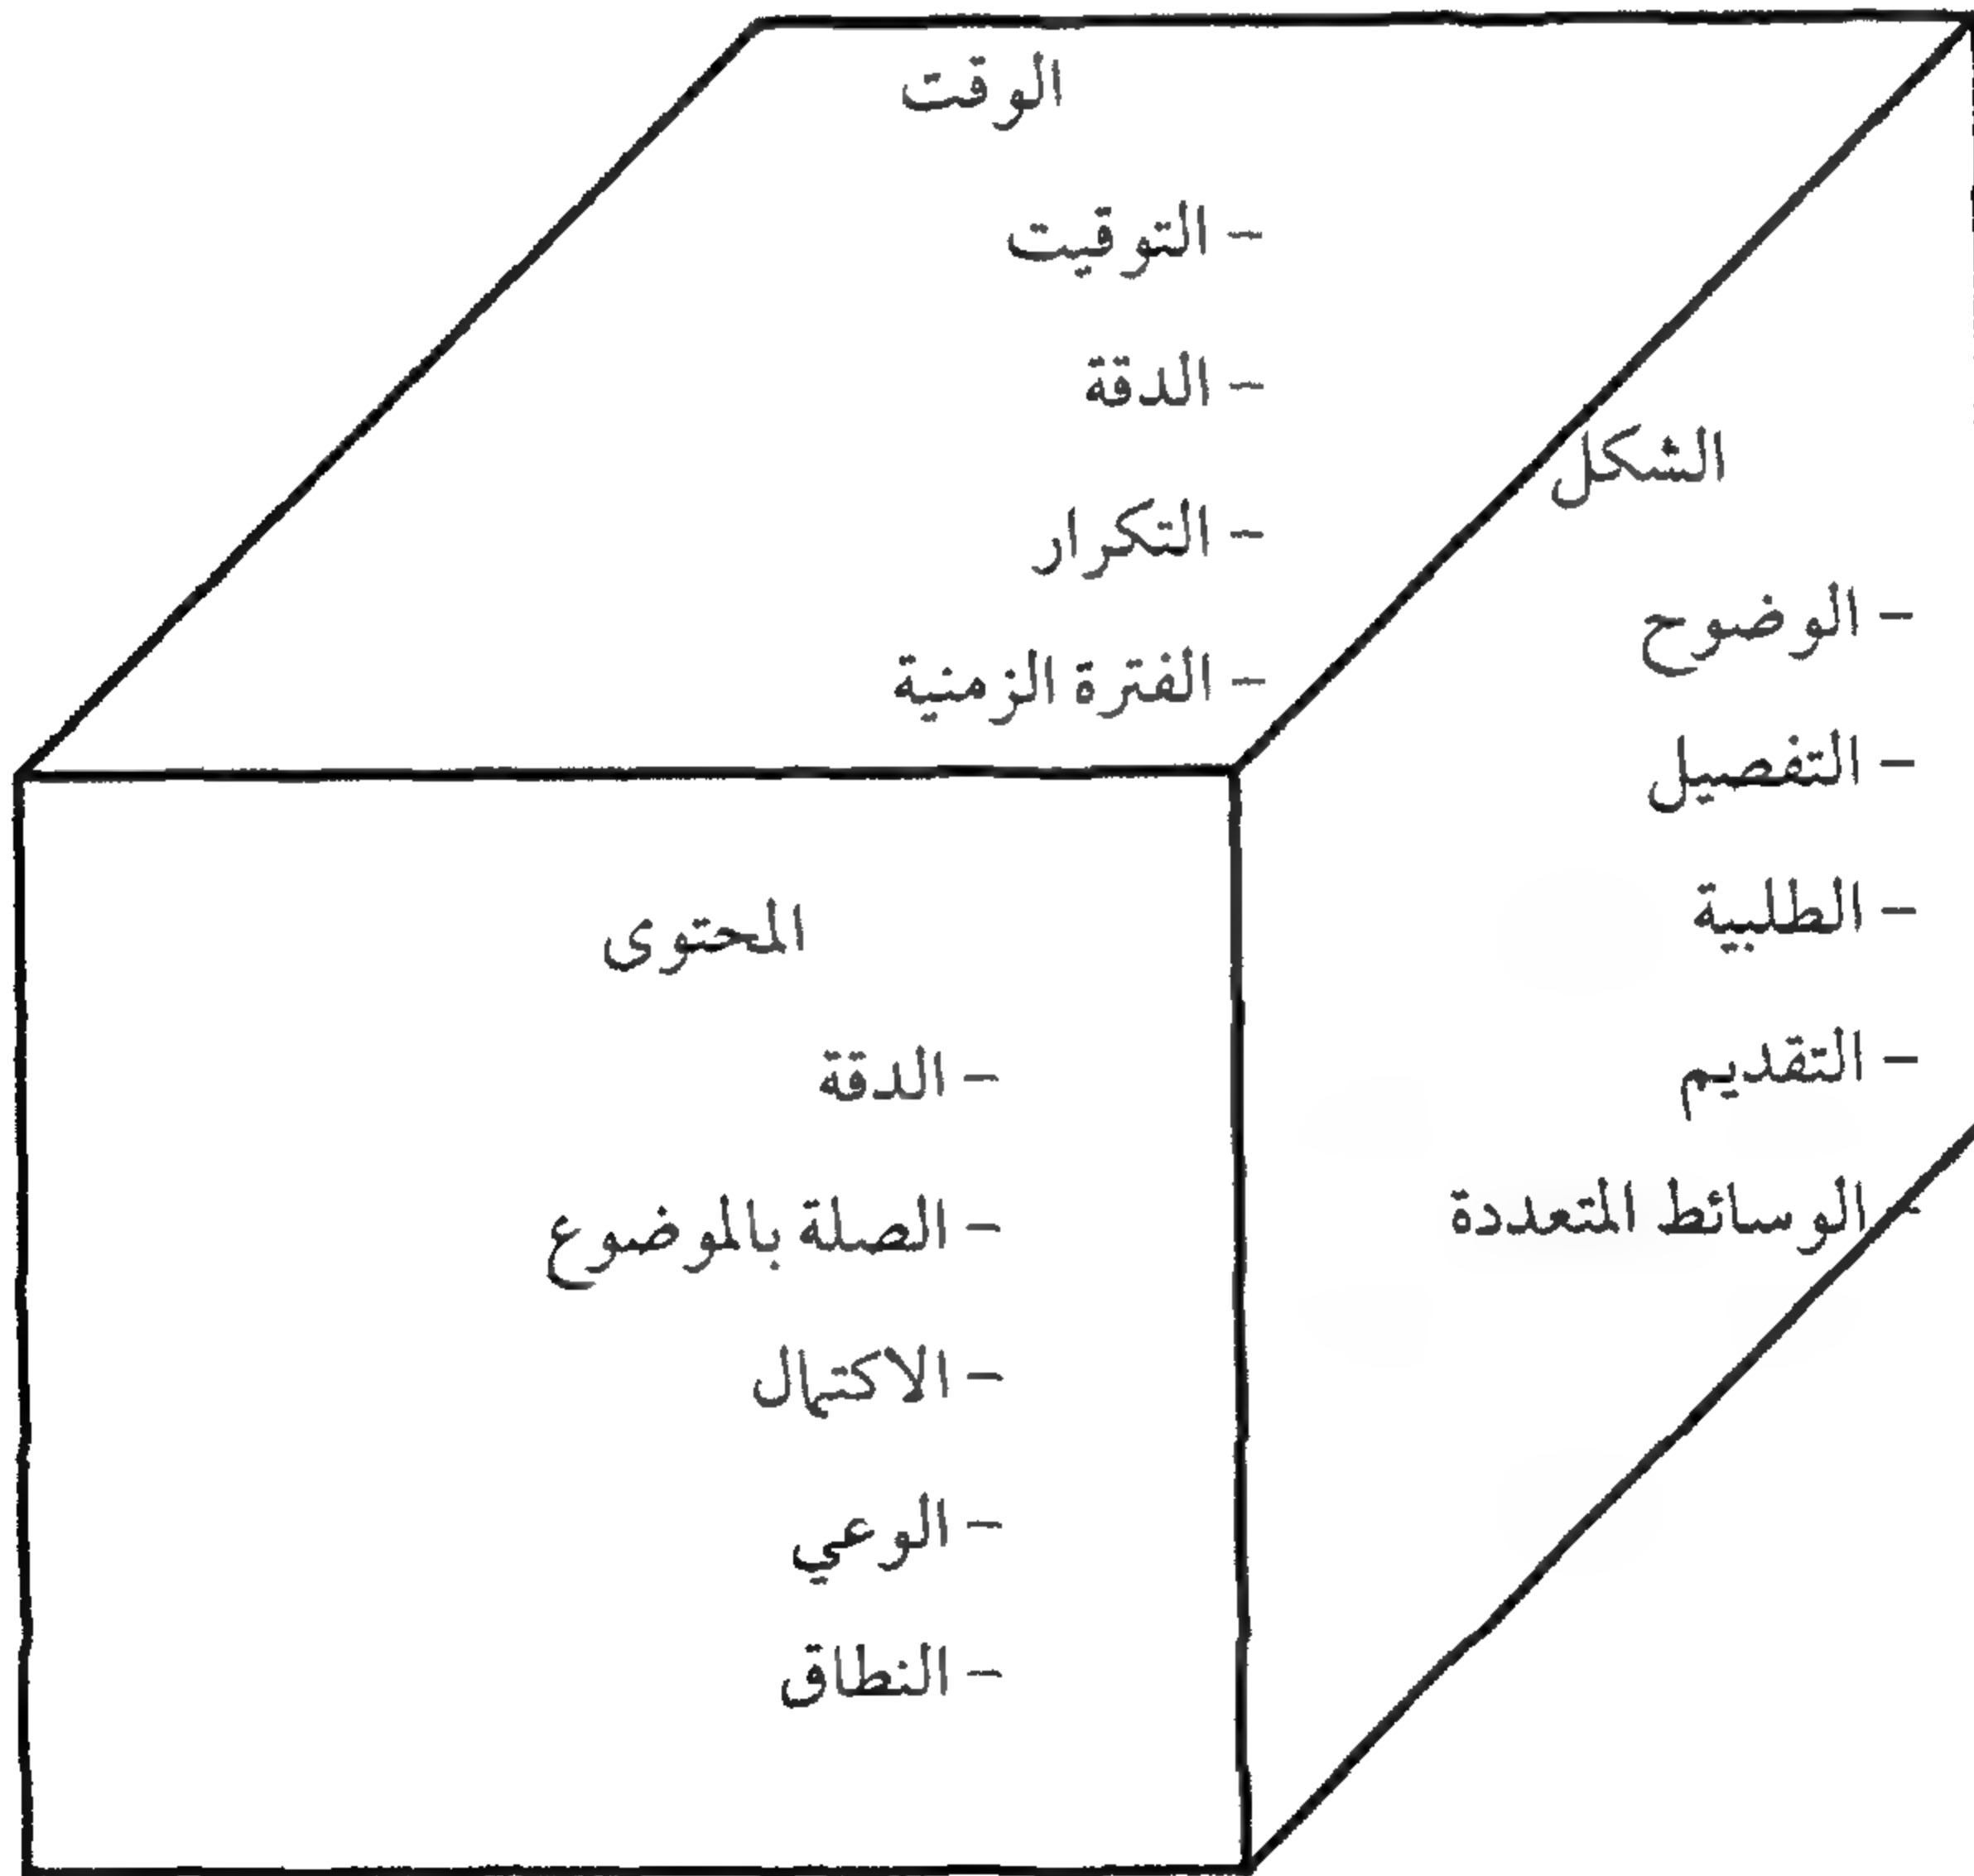 الوقت
- التوقيت
- الدقة
- التكرار
- الفترة الزمنية
الشكل
- الوضوح
- التفصيل
- الطلبية
- التقديم
- الوسائط المتعددة
المحتوى
- الدقة
- الصلة بالموضوع
- الاكتمال
- الوعي
- النطاق